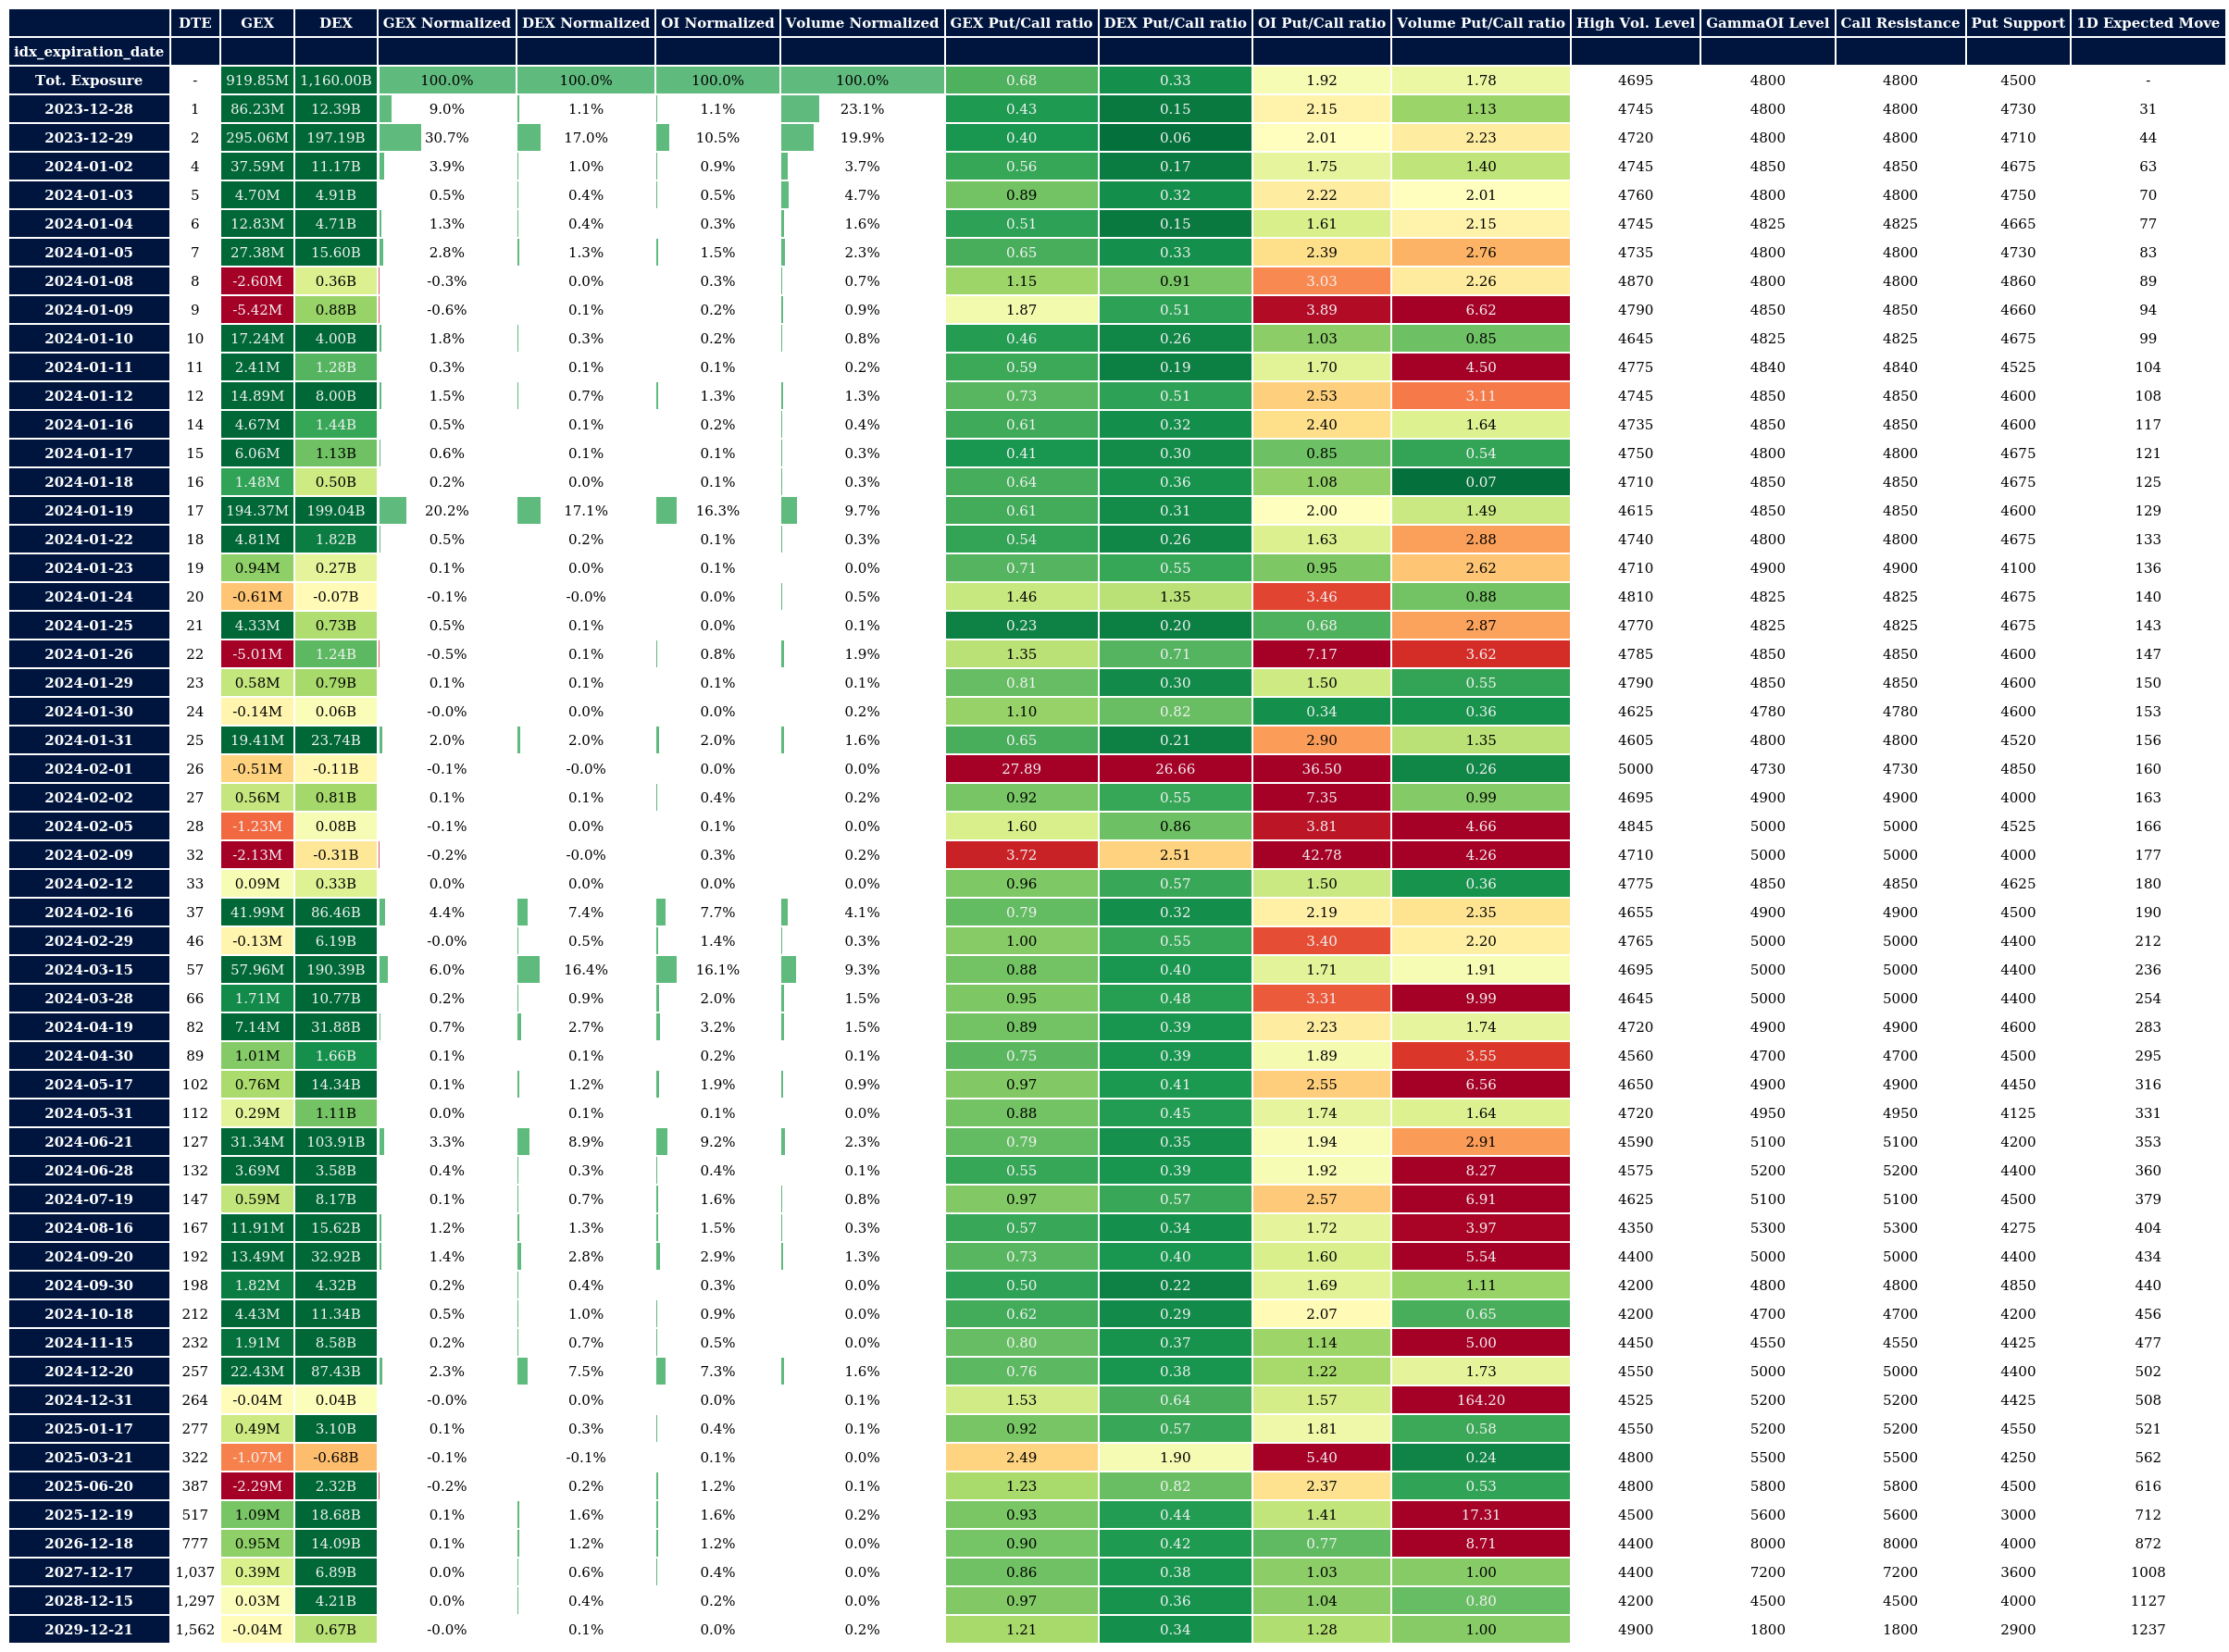 DTE GEX DEX GEX Normalized DEX Normalized OI Normalized Volume Normalized GEX Put/Call ratio DEX Put/Call ratio OI Put/Call ratio Volume Put/Call ratio High Vol. Level GammaOI Level Call Resistance Put Support 1D Expected Move
idx_expiration_date
Tot. Exposure - 919.85M 1,160.00B 100.0% 100.0% 100.0% 100.0% 0.68 0.33 1.92 1.78 4695 4800 4800 4500 -
2023-12-28 1 86.23M 12.39B 9.0% 1.1% 1.1% 23.1% 0.43 0.15 2.15 1.13 4745 4800 4800 4730 31
2023-12-29 2 295.06M 197.19B 30.7% 17.0% 10.5% 19.9% 0.40 0.06 2.01 2.23 4720 4800 4800 4710 44
2024-01-02 4 37.59M 11.17B 3.9% 1.0% 0.9% 3.7% 0.56 0.17 1.75 1.40 4745 4850 4850 4675 63
2024-01-03 5 4.70M 4.91B 0.5% 0.4% 0.5% 4.7% 0.89 0.32 2.22 2.01 4760 4800 4800 4750 70
2024-01-04 6 12.83M 4.71B 1.3% 0.4% 0.3% 1.6% 0.51 0.15 1.61 2.15 4745 4825 4825 4665 77
2024-01-05 7 27.38M 15.60B 2.8% 1.3% 1.5% 2.3% 0.65 0.33 2.39 2.76 4735 4800 4800 4730 83
2024-01-08 8 -2.60M 0.36B -0.3% 0.0% 0.3% 0.7% 1.15 0.91 3.03 2.26 4870 4800 4800 4860 89
2024-01-09 9 -5.42M 0.88B -0.6% 0.1% 0.2% 0.9% 1.87 0.51 3.89 6.62 4790 4850 4850 4660 94
2024-01-10 10 17.24M 4.00B 1.8% 0.3% 0.2% 0.8% 0.46 0.26 1.03 0.85 4645 4825 4825 4675 99
2024-01-11 11 2.41M 1.28B 0.3% 0.1% 0.1% 0.2% 0.59 0.19 1.70 4.50 4775 4840 4840 4525 104
2024-01-12 12 14.89M 8.00B 1.5% 0.7% 1.3% 1.3% 0.73 0.51 2.53 3.11 4745 4850 4850 4600 108
2024-01-16 14 4.67M 1.44B 0.5% 0.1% 0.2% 0.4% 0.61 0.32 2.40 1.64 4735 4850 4850 4600 117
2024-01-17 15 6.06M 1.13B 0.6% 0.1% 0.1% 0.3% 0.41 0.30 0.85 0.54 4750 4800 4800 4675 121
2024-01-18 16 1.48M 0.50B 0.2% 0.0% 0.1% 0.3% 0.64 0.36 1.08 0.07 4710 4850 4850 4675 125
2024-01-19 17 194.37M 199.04B 20.2% 17.1% 16.3% 9.7% 0.61 0.31 2.00 1.49 4615 4850 4850 4600 129
2024-01-22 18 4.81M 1.82B 0.5% 0.2% 0.1% 0.3% 0.54 0.26 1.63 2.88 4740 4800 4800 4675 133
2024-01-23 19 0.94M 0.27B 0.1% 0.0% 0.1% 0.0% 0.71 0.55 0.95 2.62 4710 4900 4900 4100 136
2024-01-24 20 -0.61M -0.07B -0.1% -0.0% 0.0% 0.5% 1.46 1.35 3.46 0.88 4810 4825 4825 4675 140
2024-01-25 21 4.33M 0.73B 0.5% 0.1% 0.0% 0.1% 0.23 0.20 0.68 2.87 4770 4825 4825 4675 143
2024-01-26 22 -5.01M 1.24B -0.5% 0.1% 0.8% 1.9% 1.35 0.71 7.17 3.62 4785 4850 4850 4600 147
2024-01-29 23 0.58M 0.79B 0.1% 0.1% 0.1% 0.1% 0.81 0.30 1.50 0.55 4790 4850 4850 4600 150
2024-01-30 24 -0.14M 0.06B -0.0% 0.0% 0.0% 0.2% 1.10 0.82 0.34 0.36 4625 4780 4780 4600 153
2024-01-31 25 19.41M 23.74B 2.0% 2.0% 2.0% 1.6% 0.65 0.21 2.90 1.35 4605 4800 4800 4520 156
2024-02-01 26 -0.51M -0.11B -0.1% -0.0% 0.0% 0.0% 27.89 26.66 36.50 0.26 5000 4730 4730 4850 160
2024-02-02 27 0.56M 0.81B 0.1% 0.1% 0.4% 0.2% 0.92 0.55 7.35 0.99 4695 4900 4900 4000 163
2024-02-05 28 -1.23M 0.08B -0.1% 0.0% 0.1% 0.0% 1.60 0.86 3.81 4.66 4845 5000 5000 4525 166
2024-02-09 32 -2.13M -0.31B -0.2% -0.0% 0.3% 0.2% 3.72 2.51 42.78 4.26 4710 5000 5000 4000 177
2024-02-12 33 0.09M 0.33B 0.0% 0.0% 0.0% 0.0% 0.96 0.57 1.50 0.36 4775 4850 4850 4625 180
2024-02-16 37 41.99M 86.46B 4.4% 7.4% 7.7% 4.1% 0.79 0.32 2.19 2.35 4655 4900 4900 4500 190
2024-02-29 46 -0.13M 6.19B -0.0% 0.5% 1.4% 0.3% 1.00 0.55 3.40 2.20 4765 5000 5000 4400 212
2024-03-15 57 57.96M 190.39B 6.0% 16.4% 16.1% 9.3% 0.88 0.40 1.71 1.91 4695 5000 5000 4400 236
2024-03-28 66 1.71M 10.77B 0.2% 0.9% 2.0% 1.5% 0.95 0.48 3.31 9.99 4645 5000 5000 4400 254
2024-04-19 82 7.14M 31.88B 0.7% 2.7% 3.2% 1.5% 0.89 0.39 2.23 1.74 4720 4900 4900 4600 283
2024-04-30 89 1.01M 1.66B 0.1% 0.1% 0.2% 0.1% 0.75 0.39 1.89 3.55 4560 4700 4700 4500 295
2024-05-17 102 0.76M 14.34B 0.1% 1.2% 1.9% 0.9% 0.97 0.41 2.55 6.56 4650 4900 4900 4450 316
2024-05-31 112 0.29M 1.11B 0.0% 0.1% 0.1% 0.0% 0.88 0.45 1.74 1.64 4720 4950 4950 4125 331
2024-06-21 127 31.34M 103.91B 3.3% 8.9% 9.2% 2.3% 0.79 0.35 1.94 2.91 4590 5100 5100 4200 353
2024-06-28 132 3.69M 3.58B 0.4% 0.3% 0.4% 0.1% 0.55 0.39 1.92 8.27 4575 5200 5200 4400 360
2024-07-19 147 0.59M 8.17B 0.1% 0.7% 1.6% 0.8% 0.97 0.57 2.57 6.91 4625 5100 5100 4500 379
2024-08-16 167 11.91M 15.62B 1.2% 1.3% 1.5% 0.3% 0.57 0.34 1.72 3.97 4350 5300 5300 4275 404
2024-09-20 192 13.49M 32.92B 1.4% 2.8% 2.9% 1.3% 0.73 0.40 1.60 5.54 4400 5000 5000 4400 434
2024-09-30 198 1.82M 4.32B 0.2% 0.4% 0.3% 0.0% 0.50 0.22 1.69 1.11 4200 4800 4800 4850 440
2024-10-18 212 4.43M 11.34B 0.5% 1.0% 0.9% 0.0% 0.62 0.29 2.07 0.65 4200 4700 4700 4200 456
2024-11-15 232 1.91M 8.58B 0.2% 0.7% 0.5% 0.0% 0.80 0.37 1.14 5.00 4450 4550 4550 4425 477
2024-12-20 257 22.43M 87.43B 2.3% 7.5% 7.3% 1.6% 0.76 0.38 1.22 1.73 4550 5000 5000 4400 502
2024-12-31 264 -0.04M 0.04B -0.0% 0.0% 0.0% 0.1% 1.53 0.64 1.57 164.20 4525 5200 5200 4425 508
2025-01-17 277 0.49M 3.10B 0.1% 0.3% 0.4% 0.1% 0.92 0.57 1.81 0.58 4550 5200 5200 4550 521
2025-03-21 322 -1.07M -0.68B -0.1% -0.1% 0.1% 0.0% 2.49 1.90 5.40 0.24 4800 5500 5500 4250 562
2025-06-20 387 -2.29M 2.32B -0.2% 0.2% 1.2% 0.1% 1.23 0.82 2.37 0.53 4800 5800 5800 4500 616
2025-12-19 517 1.09M 18.68B 0.1% 1.6% 1.6% 0.2% 0.93 0.44 1.41 17.31 4500 5600 5600 3000 712
2026-12-18 777 0.95M 14.09B 0.1% 1.2% 1.2% 0.0% 0.90 0.42 0.77 8.71 4400 8000 8000 4000 872
2027-12-17 1,037 0.39M 6.89B 0.0% 0.6% 0.4% 0.0% 0.86 0.38 1.03 1.00 4400 7200 7200 3600 1008
2028-12-15 1,297 0.03M 4.21B 0.0% 0.4% 0.2% 0.0% 0.97 0.36 1.04 0.80 4200 4500 4500 4000 1127
2029-12-21 1,562 -0.04M 0.67B -0.0% 0.1% 0.0% 0.2% 1.21 0.34 1.28 1.00 4900 1800 1800 2900 1237